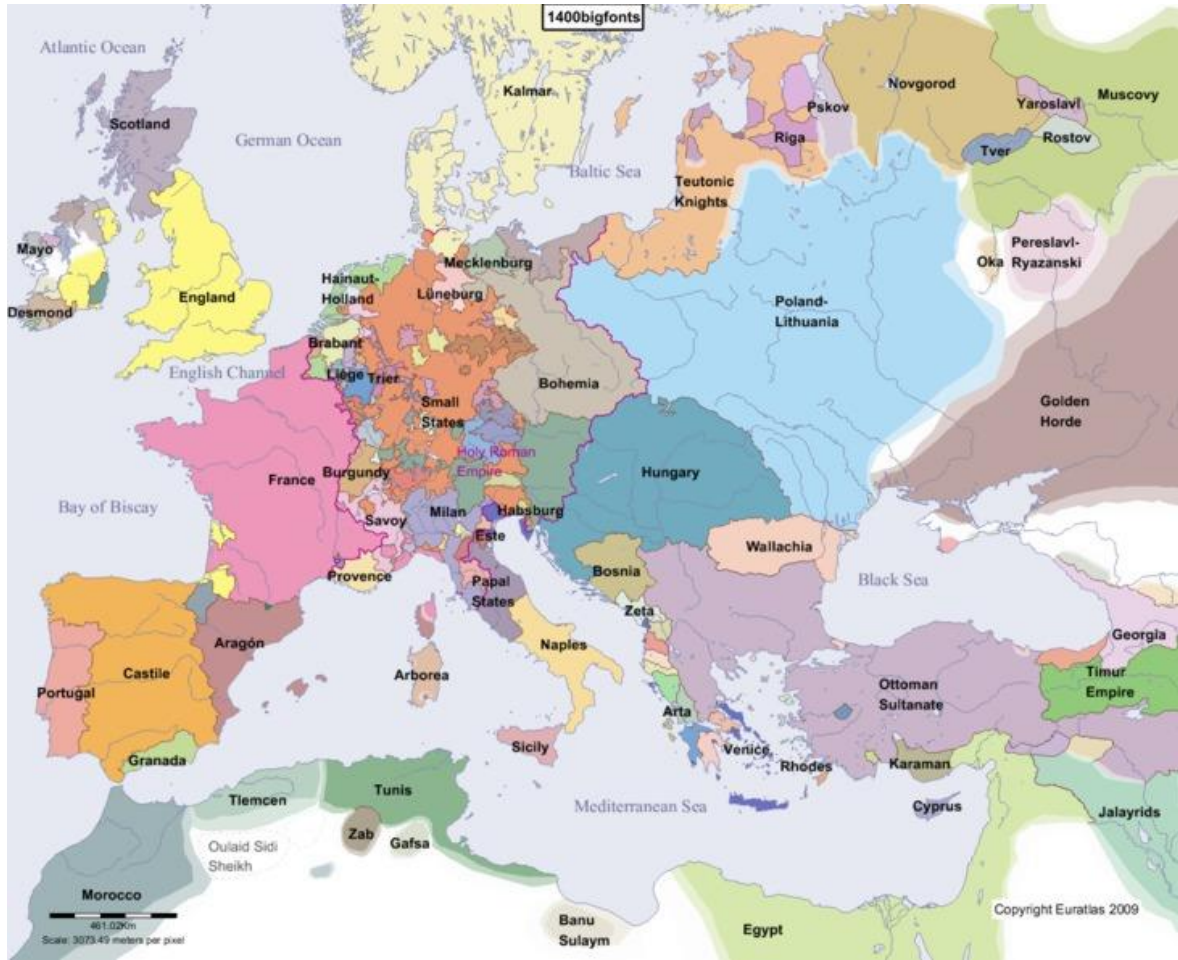 1400bigfonts
Atlantic Ocean
Kalmar
Novgorod
Muscovy
Yaroslavl
Pskov
Scotland
German Ocean
Riga
Rostov
Tver
Baltic Sea
Teutonic
Knights
Mayo
Pereslavl-
Ryazanski
Oka
Mecklenburg
Hainaut-
Holland
Lüneburg
England
Poland-
Lithuania
Desmond
Brabant
English Channel
Liège
Trier
Bohemia
Small
States
Golden
Horde
Holy Roman
Empire
Burgundy
Hungary
France
Bay of Biscay
Milan
Habsburg
Savoy
Este
Wallachia
Provence
Bosnia
Black Sea
Papal
States
Zeta
Georgia
Aragón
Naples
Castile
Arborea
Portugal
Timur
Empire
Ottoman
Sultanate
Arta
Sicily
Venice
Granada
Rhodes
Karaman
Tlemcen
Tunis
Mediterranean Sea
Cyprus
Jalayrids
Zab
Gafsa
Oulaid Sidi
Sheikh
Morocco
461.02Km
Scale: 3073.49 meters per pixel
Banu
Sulaym
Egypt
Copyright Euratlas 2009